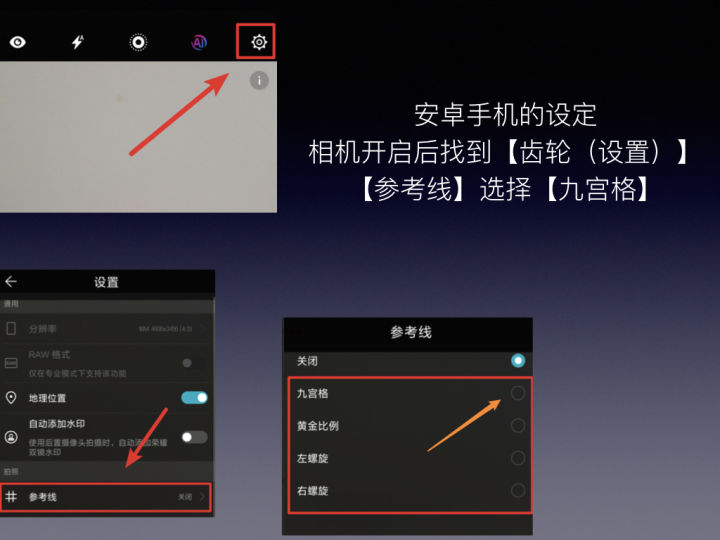 AI
i
安卓手机的设定
相机开启后找到【齿轮（设置）】
【参考线】选择【九宫格】
设置
通用
分辨率
16M 4608x3456 (4:3)
RAW 格式
仅在专业模式下支持该功能
地理位置
自动添加水印
使用后置摄像头拍摄时，自动添加荣耀
双镜水印
拍照
参考线 关闭
参考线
关闭
九宫格
黄金比例
左螺旋
右螺旋